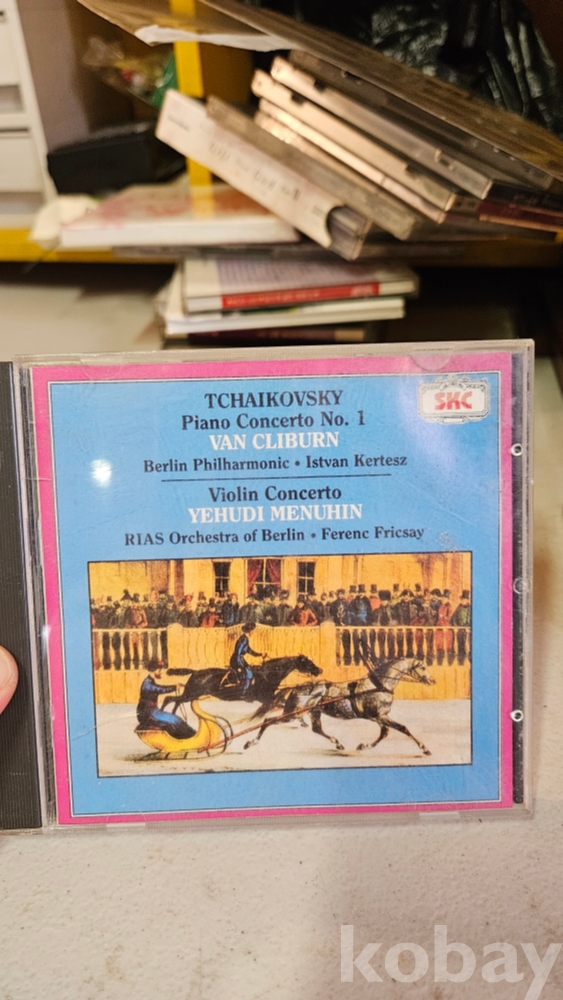 TCHAIKOVSKY
SKC
Piano Concerto No. 1
VAN CLIBURN
Berlin Philharmonic • Istvan Kertesz
Violin Concerto
YEHUDI MENUHIN
RIAS Orchestra of Berlin • Ferenc Fricsay
kobay